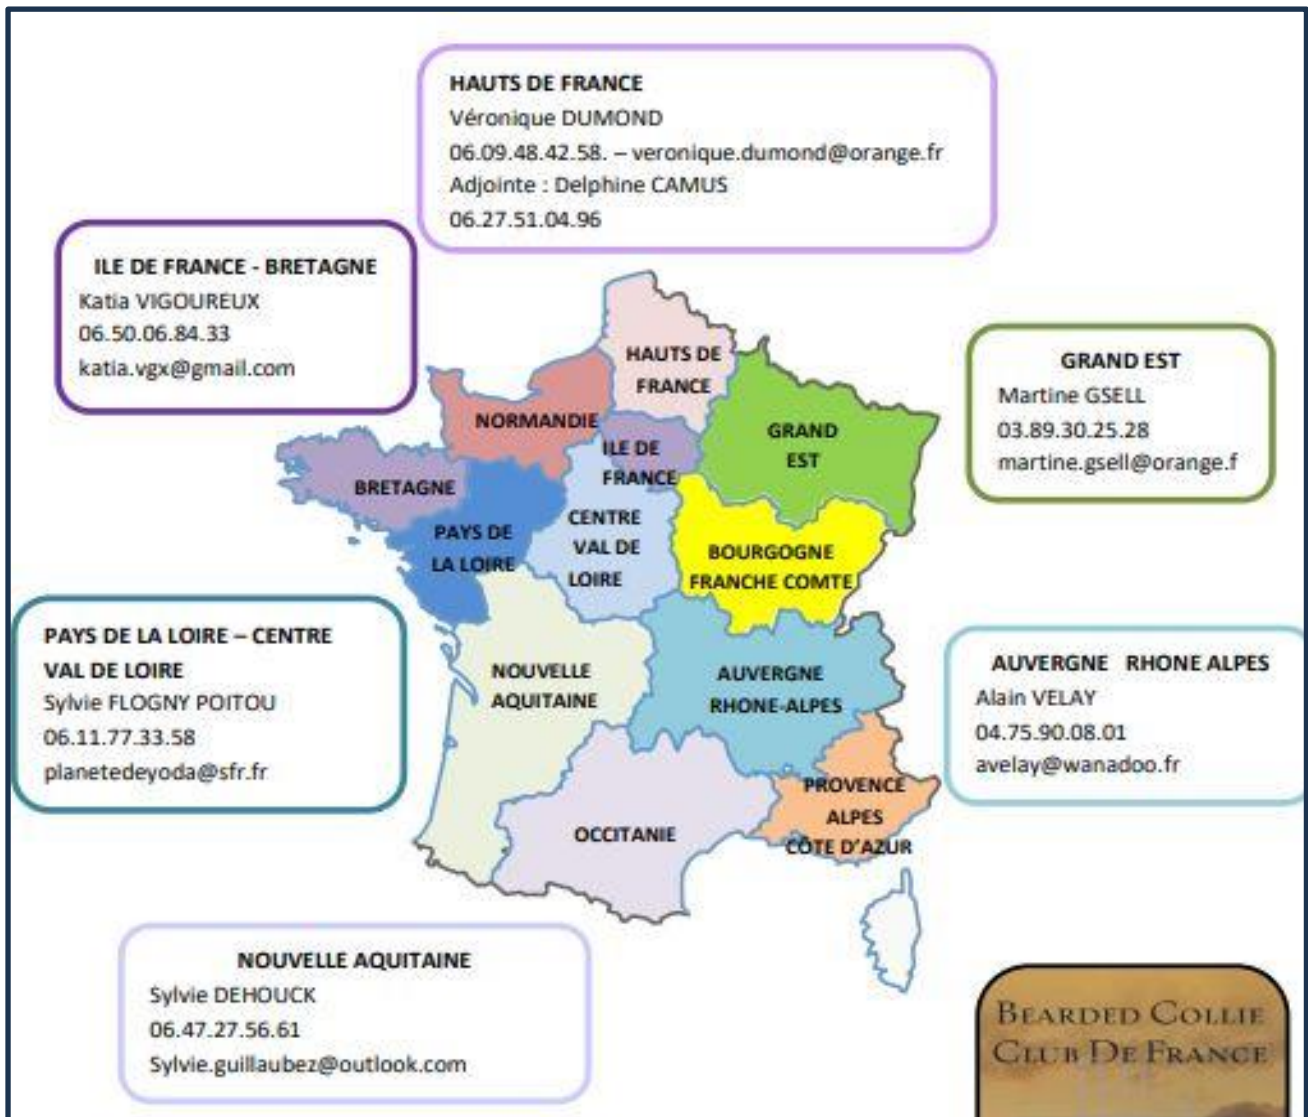 HAUTS DE FRANCE
Véronique DUMOND
06.09.48.42.58. – veronique.dumond@orange.fr
Adjointe : Delphine CAMUS
06.27.51.04.96
ILE DE FRANCE - BRETAGNE
Katia VIGOUREUX
06.50.06.84.33
katia.vgx@gmail.com
GRAND EST
Martine GSELL
03.89.30.25.28
martine.gsell@orange.f
HAUTS DE
FRANCE
NORMANDIE
ILE DE
FRANCE
GRAND
EST
BRETAGNE
PAYS DE
LA LOIRE
CENTRE
VAL DE
LOIRE
BOURGOGNE
FRANCHE COMTE
PAYS DE LA LOIRE – CENTRE
VAL DE LOIRE
Sylvie FLOGNY POITOU
06.11.77.33.58
planetedeyoda@sfr.fr
NOUVELLE
AQUITAINE
AUVERGNE
RHONE-ALPES
AUVERGNE RHONE ALPES
Alain VELAY
04.75.90.08.01
avelay@wanadoo.fr
PROVENCE
ALPES
CÔTE D'AZUR
OCCITANIE
NOUVELLE AQUITAINE
Sylvie DEHOUCK
06.47.27.56.61
Sylvie.guillaubez@outlook.com
BEARDED COLLIE
CLUB DE FRANCE